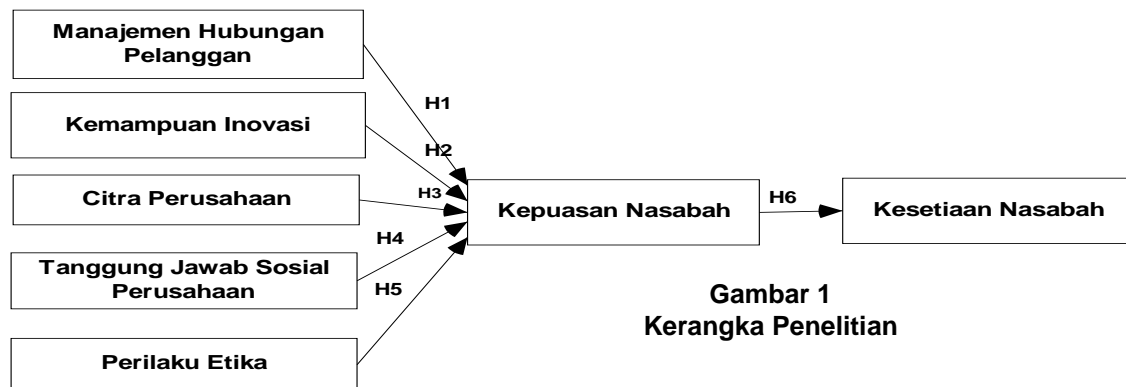 Manajemen Hubungan
Pelanggan
H1
Kemampuan Inovasi
H2
Citra Perusahaan
H3
Kepuasan Nasabah
H6
Kesetiaan Nasabah
H4
Tanggung Jawab Sosial
Perusahaan
H5
Perilaku Etika
Gambar 1
Kerangka Penelitian